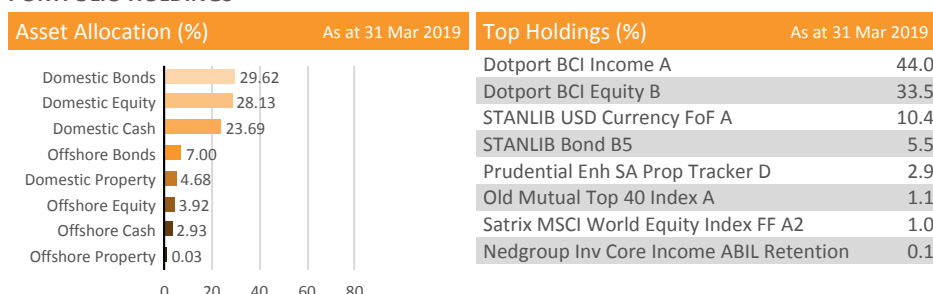 Asset Allocation (%) As at 31 Mar 2019
Domestic Bonds 29.62
Domestic Equity 28.13
Domestic Cash 23.69
Offshore Bonds 7.00
Domestic Property 4.68
Offshore Equity 3.92
Offshore Cash 2.93
Offshore Property 0.03
0 20 40 60 80
Top Holdings (%) As at 31 Mar 2019
Dotport BCI Income A 44.0
Dotport BCI Equity B 33.5
STANLIB USD Currency FoF A 10.4
STANLIB Bond B5 5.5
Prudential Enh SA Prop Tracker D 2.9
Old Mutual Top 40 Index A 1.1
Satrix MSCI World Equity Index FF A2 1.0
Nedgroup Inv Core Income ABIL Retention 0.1